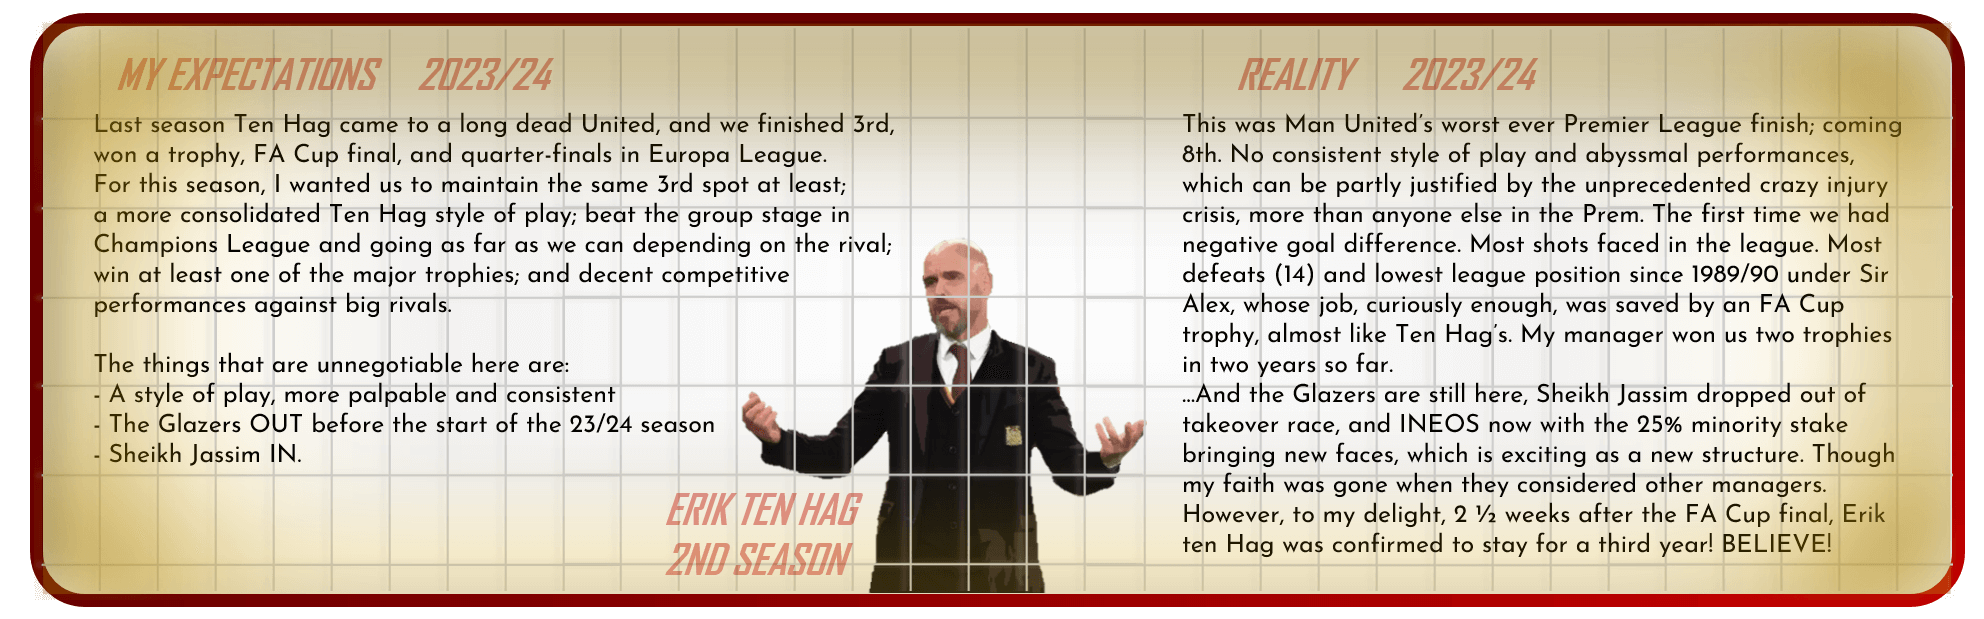 MY EXPECTATIONS 2023/24
Last season Ten Hag came to a long dead United, and we finished 3rd,
won a trophy, FA Cup final, and quarter-finals in Europa League.
For this season, I wanted us to maintain the same 3rd spot at least;
a more consolidated Ten Hag style of play; beat the group stage in
Champions League and going as far as we can depending on the rival;
win at least one of the major trophies; and decent competitive
performances against big rivals.
The things that are unnegotiable here are:
- A style of play, more palpable and consistent
- The Glazers OUT before the start of the 23/24 season
- Sheikh Jassim IN.
ERIK TEN HAG
2ND SEASON
REALITY 2023/24
This was Man United's worst ever Premier League finish; coming
8th. No consistent style of play and abyssmal performances,
which can be partly justified by the unprecedented crazy injury
crisis, more than anyone else in the Prem. The first time we had
negative goal difference. Most shots faced in the league. Most
defeats (14) and lowest league position since 1989/90 under Sir
Alex, whose job, curiously enough, was saved by an FA Cup
trophy, almost like Ten Hag's. My manager won us two trophies
in two years so far.
...And the Glazers are still here, Sheikh Jassim dropped out of
takeover race, and INEOS now with the 25% minority stake
bringing new faces, which is exciting as a new structure. Though
my faith was gone when they considered other managers.
However, to my delight, 2 ½ weeks after the FA Cup final, Erik
ten Hag was confirmed to stay for a third year! BELIEVE!